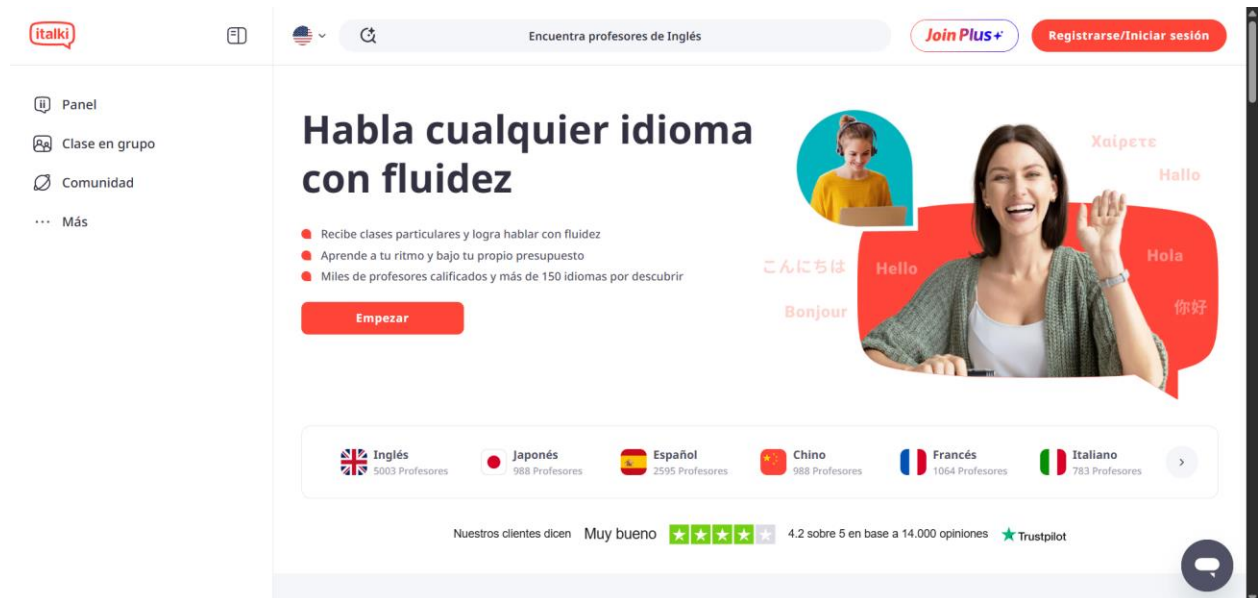 italki
Encuentra profesores de Inglés
Join Plus+
Registrarse/Iniciar sesión
Panel
Clase en grupo
Comunidad
Más
Habla cualquier idioma
con fluidez
Recibe clases particulares y logra hablar con fluidez
Aprende a tu ritmo y bajo tu propio presupuesto
Miles de profesores calificados y más de 150 idiomas por descubrir
Empezar
Χαίρετε
Hallo
Hola
こんにちは
Hello
Bonjour
你好
Inglés
5003 Profesores
Japonés
988 Profesores
Español
2595 Profesores
Chino
988 Profesores
Francés
1064 Profesores
Italiano
783 Profesores
Nuestros clientes dicen Muy bueno 4.2 sobre 5 en base a 14.000 opiniones Trustpilot